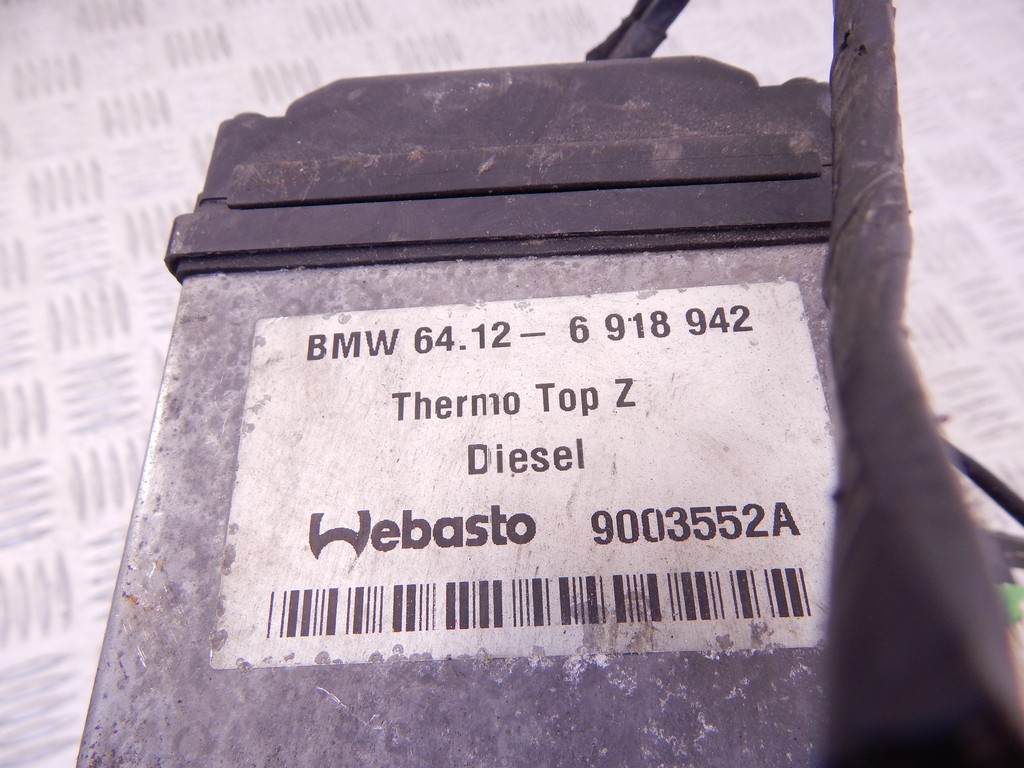 BMW 64.12 – 6 918 942
Thermo Top Z
Diesel
Webasto 9003552A